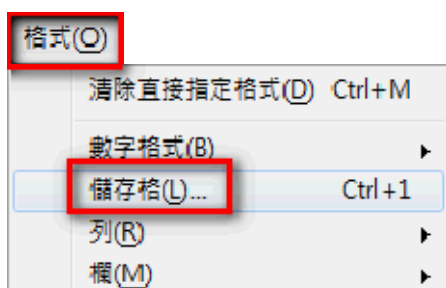 格式(O)
清除直接指定格式(D) Ctrl+M
數字格式(B)
儲存格(L)... Ctrl+1
列(R)
欄(M)